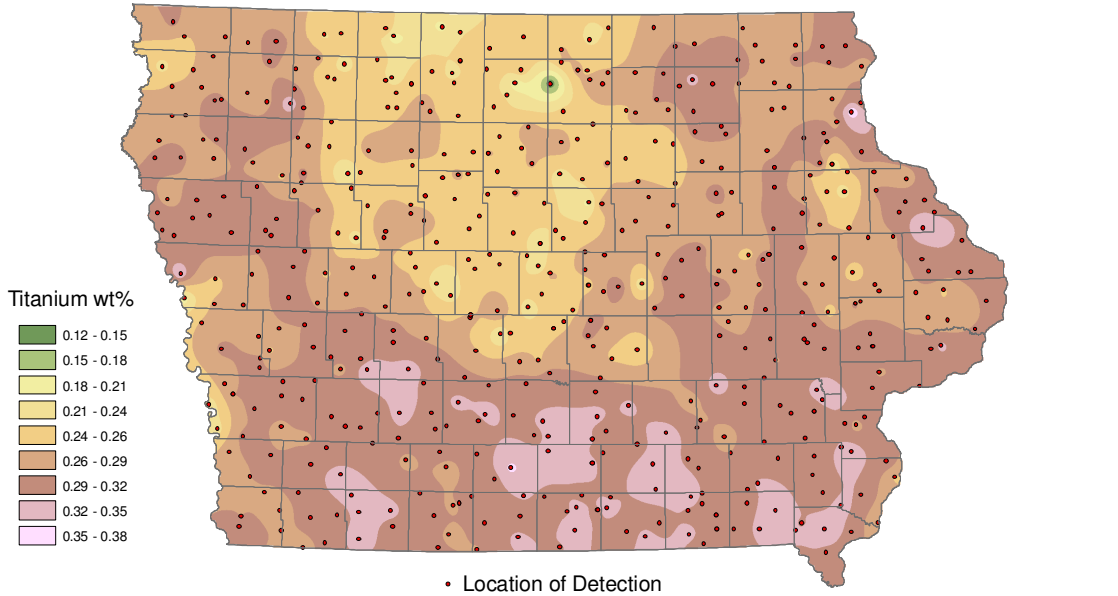 Titanium wt%
0.12 - 0.15
0.15 - 0.18
0.18 - 0.21
0.21 - 0.24
0.24 - 0.26
0.26 - 0.29
0.29 - 0.32
0.32 - 0.35
0.35 - 0.38
Location of Detection